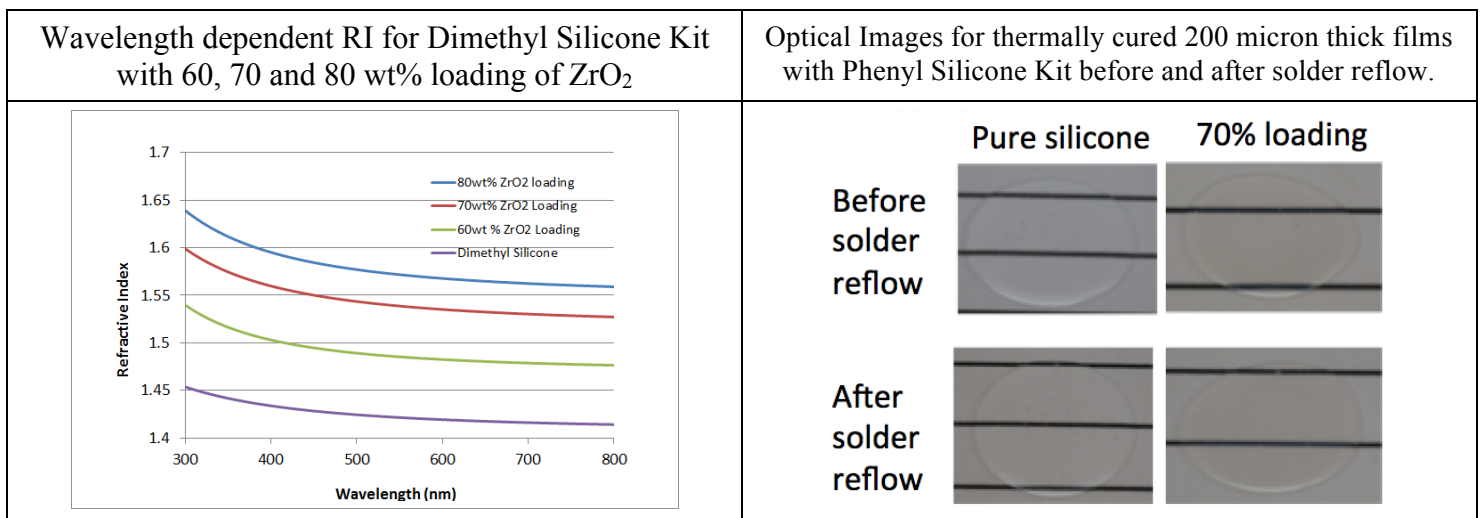 Wavelength dependent RI for Dimethyl Silicone Kit
with 60, 70 and 80 wt% loading of ZrO₂
Optical Images for thermally cured 200 micron thick films
with Phenyl Silicone Kit before and after solder reflow.
1.7
1.65
1.6
1.55
1.5
1.45
1.4
Refractive Index
80wt% ZrO2 loading
70wt% ZrO2 Loading
60wt % ZrO2 Loading
Dimethyl Silicone
300
400
500
600
700
800
Wavelength (nm)
Pure silicone
70% loading
Before
solder
reflow
After
solder
reflow